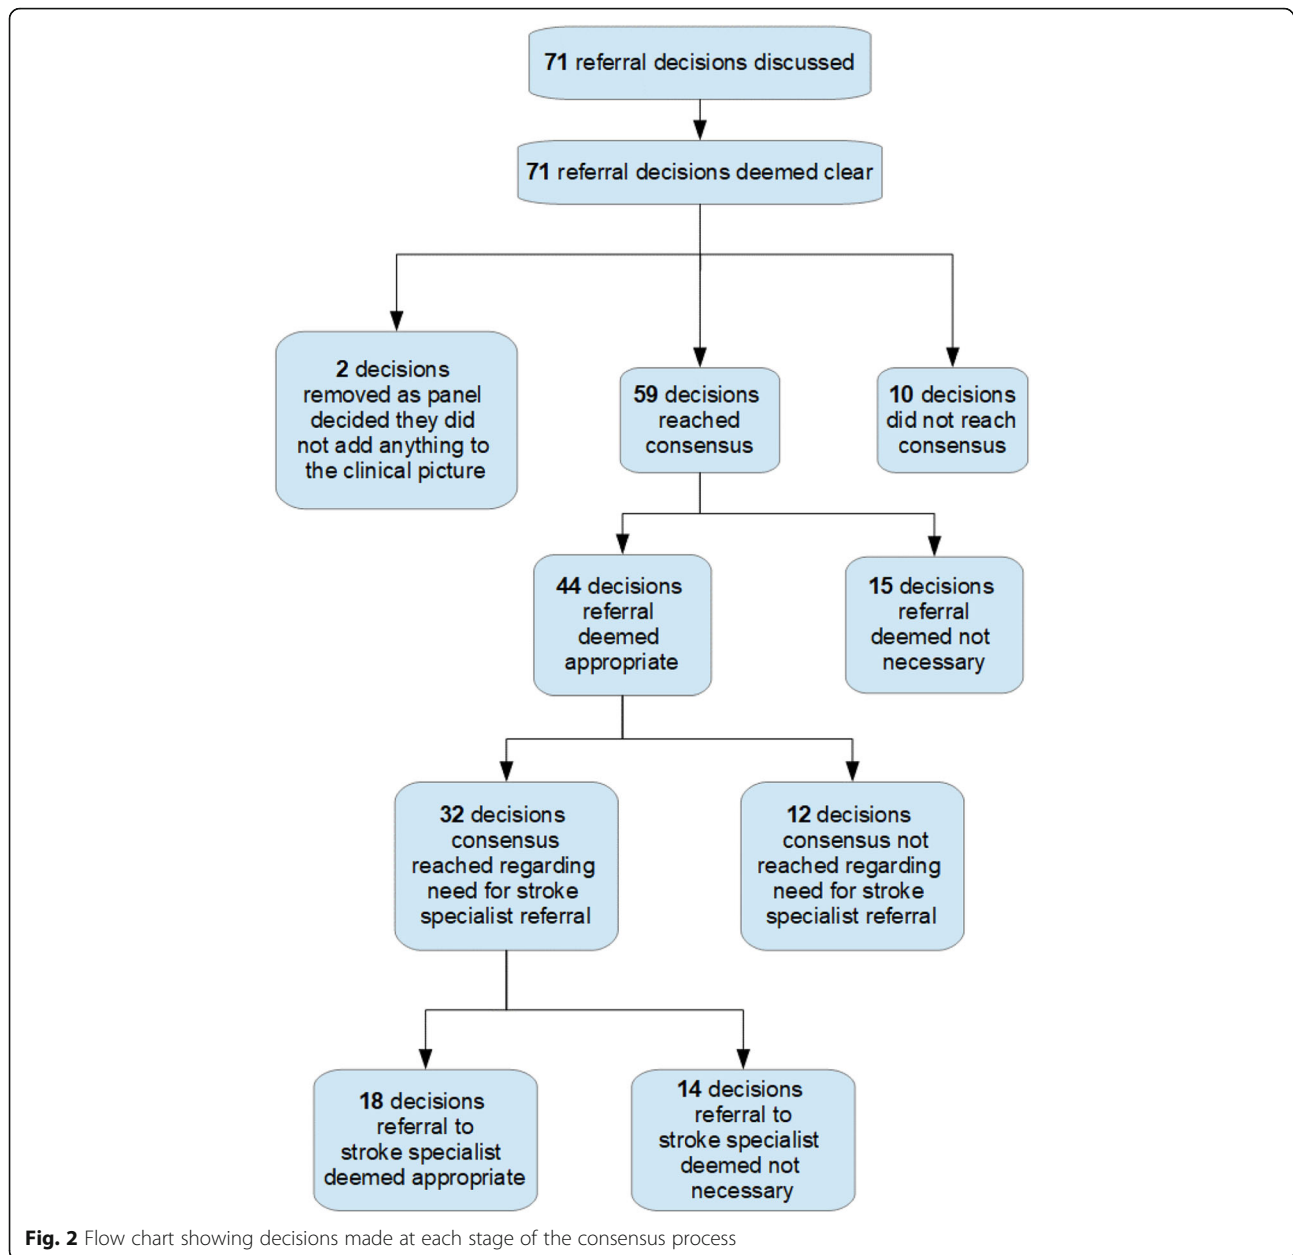 71 referral decisions discussed
71 referral decisions deemed clear
2 decisions
removed as panel
decided they did
not add anything to
the clinical picture
59 decisions
reached
consensus
10 decisions
did not reach
consensus
44 decisions
referral
deemed
appropriate
15 decisions
referral
deemed not
necessary
32 decisions
consensus
reached regarding
need for stroke
specialist referral
12 decisions
consensus not
reached regarding
need for stroke
specialist referral
18 decisions
referral to
stroke specialist
deemed appropriate
14 decisions
referral to
stroke specialist
deemed not
necessary
Fig. 2 Flow chart showing decisions made at each stage of the consensus process